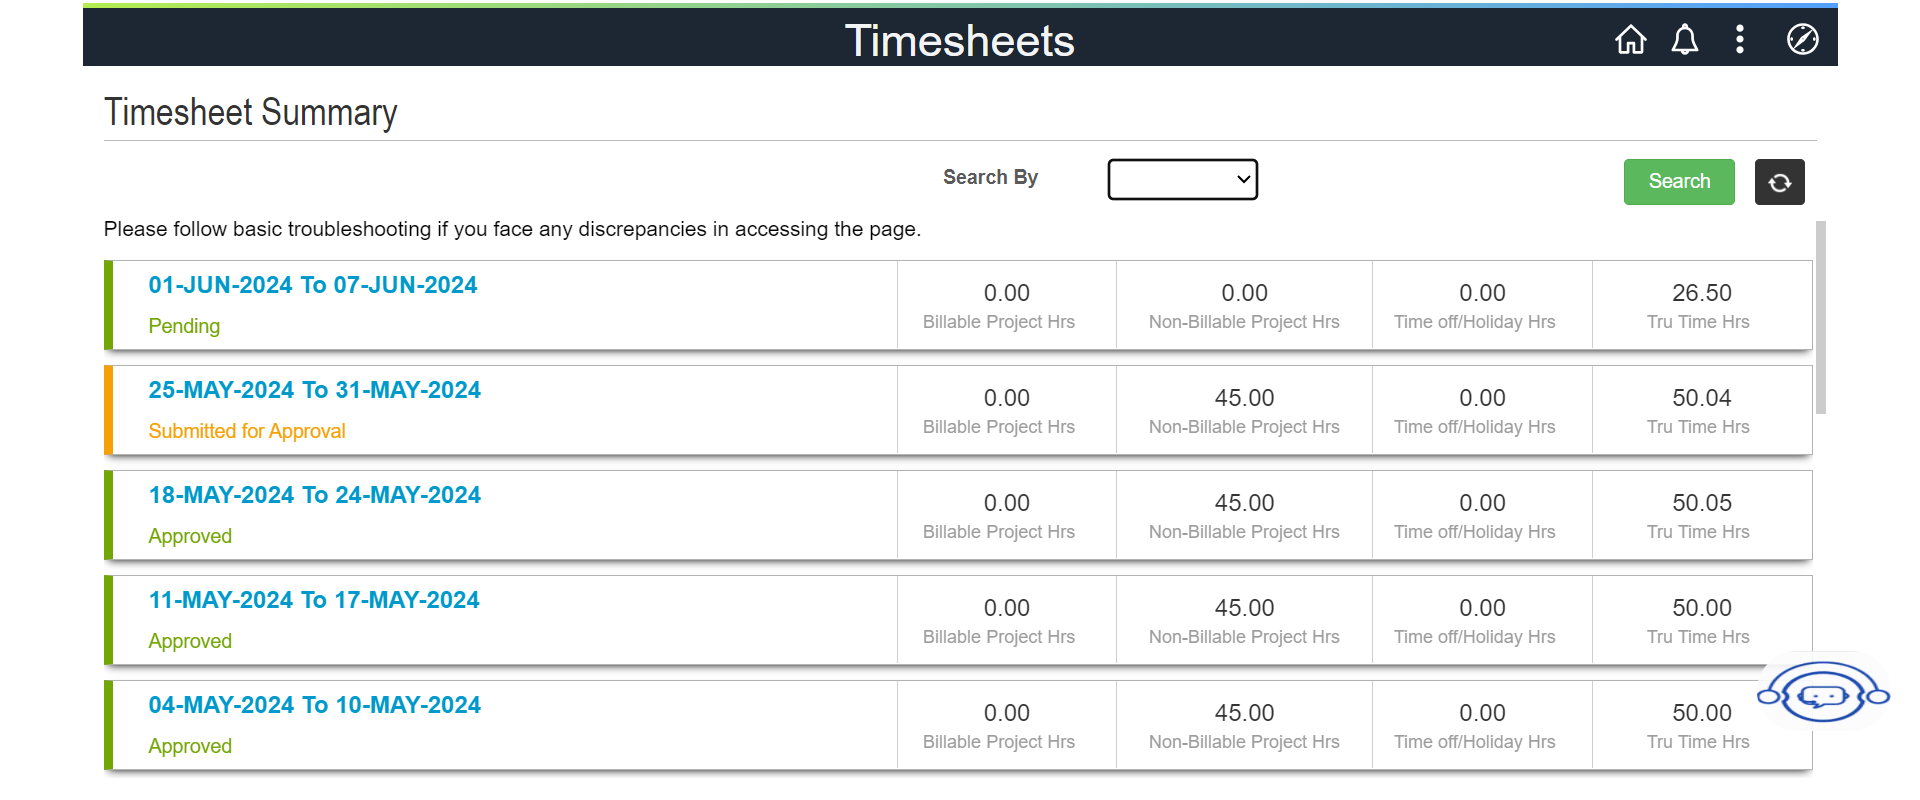 Timesheets
Timesheet Summary
Search By
Search
Please follow basic troubleshooting if you face any discrepancies in accessing the page.
01-JUN-2024 To 07-JUN-2024
Pending
0.00
Billable Project Hrs
0.00
Non-Billable Project Hrs
0.00
Time off/Holiday Hrs
26.50
Tru Time Hrs
25-MAY-2024 To 31-MAY-2024
Submitted for Approval
0.00
Billable Project Hrs
45.00
Non-Billable Project Hrs
0.00
Time off/Holiday Hrs
50.04
Tru Time Hrs
18-MAY-2024 To 24-MAY-2024
Approved
0.00
Billable Project Hrs
45.00
Non-Billable Project Hrs
0.00
Time off/Holiday Hrs
50.05
Tru Time Hrs
11-MAY-2024 To 17-MAY-2024
Approved
0.00
Billable Project Hrs
45.00
Non-Billable Project Hrs
0.00
Time off/Holiday Hrs
50.00
Tru Time Hrs
04-MAY-2024 To 10-MAY-2024
Approved
0.00
Billable Project Hrs
45.00
Non-Billable Project Hrs
0.00
Time off/Holiday Hrs
50.00
Tru Time Hrs